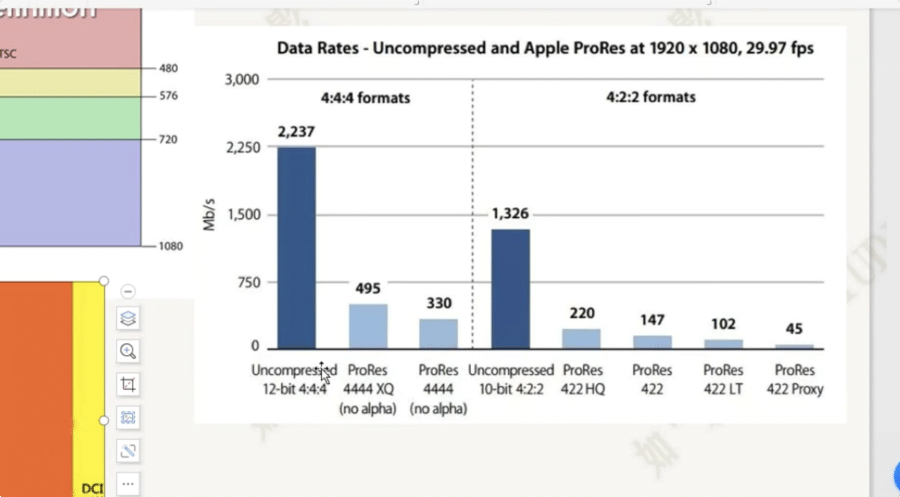 TSC
480
576
720
1080
DCI
Data Rates - Uncompressed and Apple ProRes at 1920 x 1080, 29.97 fps
3,000
4:4:4 formats
4:2:2 formats
2,237
2,250
Mb/s
1,500
1,326
750
495
330
220
147
102
45
0
Uncompressed ProRes ProRes Uncompressed ProRes ProRes ProRes ProRes
12-bit 4:4:4 4444 XQ 4444 10-bit 4:2:2 422 HQ 422 422 LT 422 Proxy
(no alpha) (no alpha)